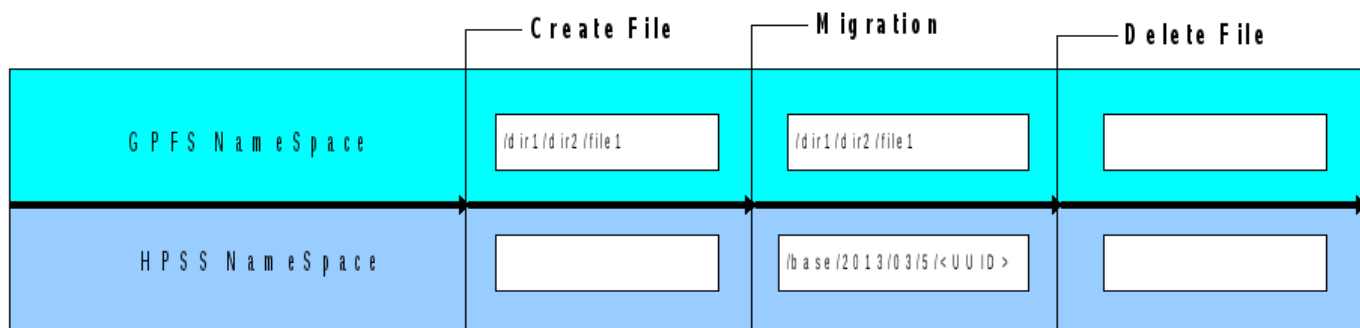 Create File
Migration
Delete File
GPFS NameSpace
/dir1/dir2/file1
/dir1/dir2/file1
HPSS NameSpace
/base/2013/03/5/<UUID>